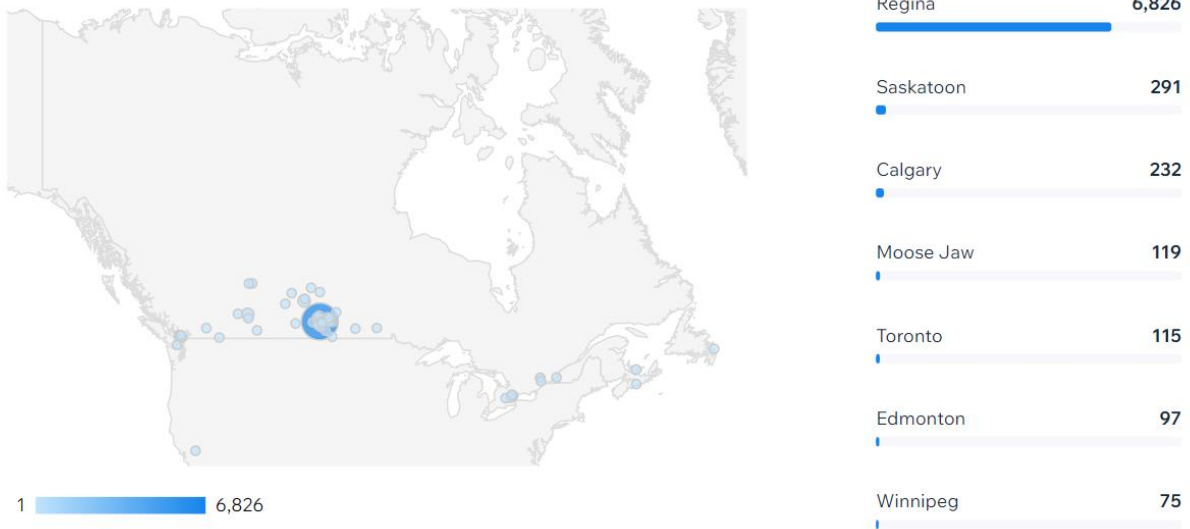 Regina 6,826
Saskatoon 291
Calgary 232
Moose Jaw 119
Toronto 115
Edmonton 97
Winnipeg 75
1 6,826